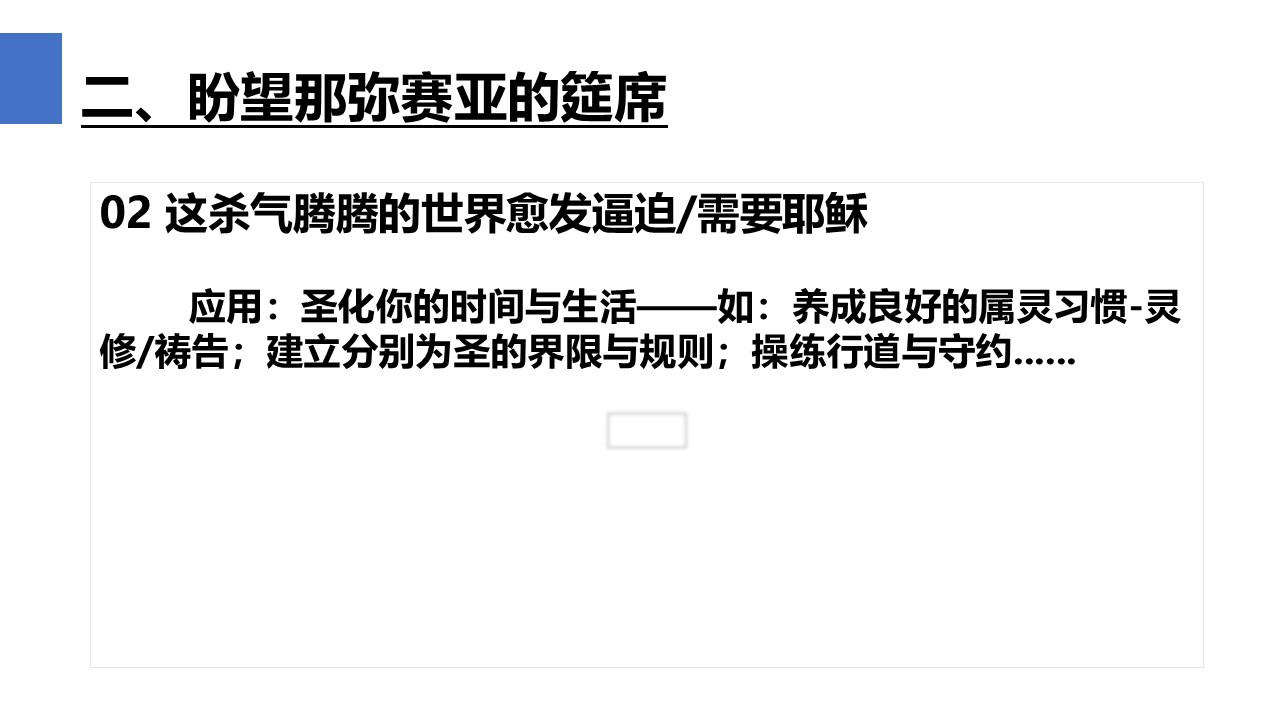 二、盼望那弥赛亚的筵席
02 这杀气腾腾的世界愈发逼迫/需要耶稣
应用：圣化你的时间与生活——如：养成良好的属灵习惯-灵
修/祷告；建立分别为圣的界限与规则；操练行道与守约……